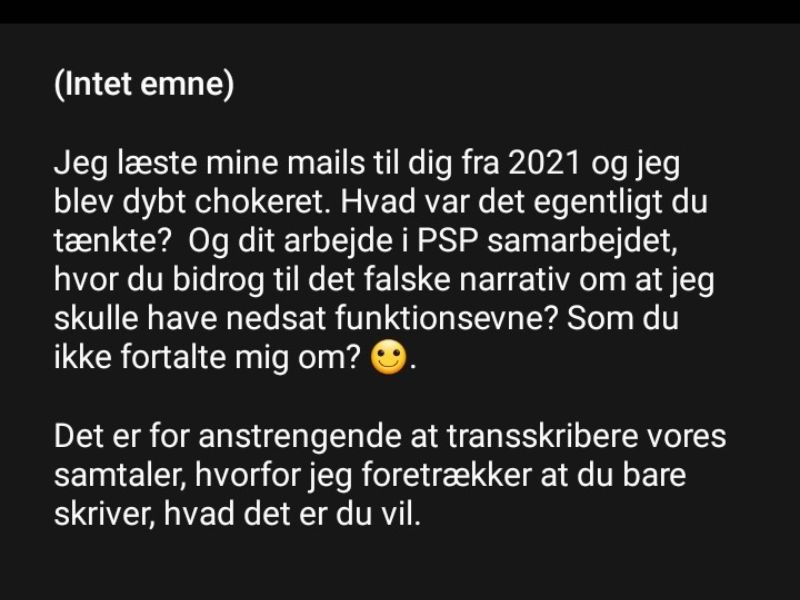 (Intet emne)
Jeg læste mine mails til dig fra 2021 og jeg
blev dybt chokeret. Hvad var det egentligt du
tænkte?  Og dit arbejde i PSP samarbejdet,
hvor du bidrog til det falske narrativ om at jeg
skulle have nedsat funktionsevne? Som du
ikke fortalte mig om? 🙂.
Det er for anstrengende at transskribere vores
samtaler, hvorfor jeg foretrækker at du bare
skriver, hvad det er du vil.